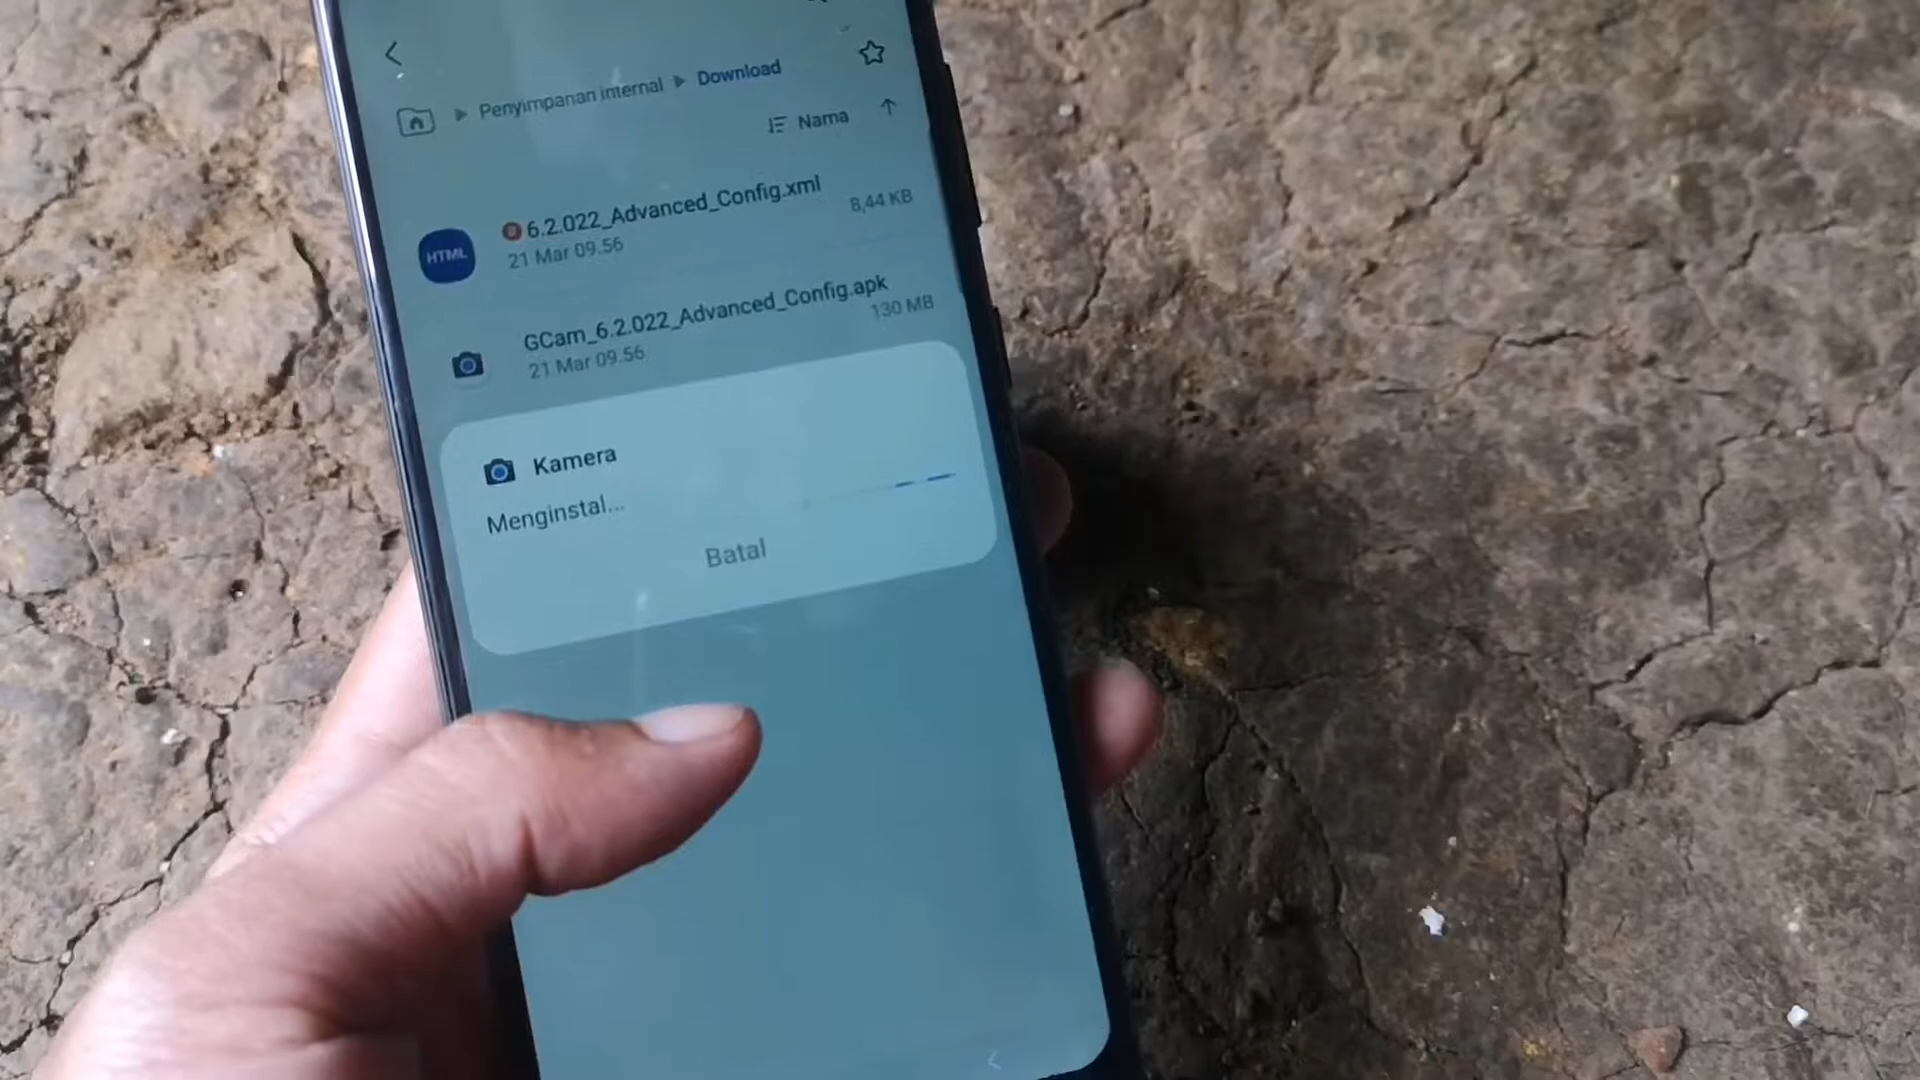 Penyimpanan internal ▶ Download
Nama
HTML
6.2.022_Advanced_Config.xml
21 Mar 09.56
8,44 KB
GCam_6.2.022_Advanced_Config.apk
21 Mar 09.56
130 MB
Kamera
Menginstal...
Batal